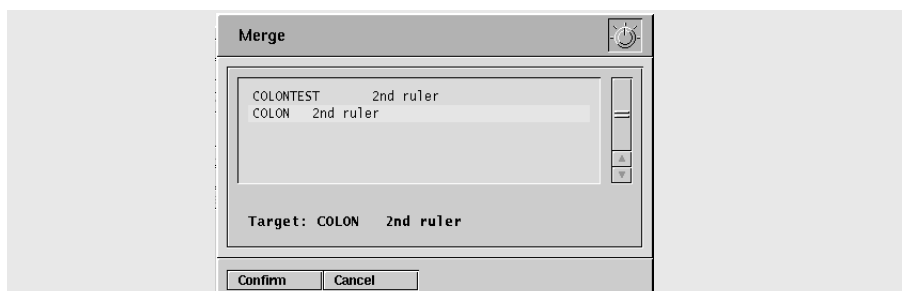 Merge
COLONTEST 2nd ruler
COLON 2nd ruler
Target: COLON 2nd ruler
Confirm Cancel